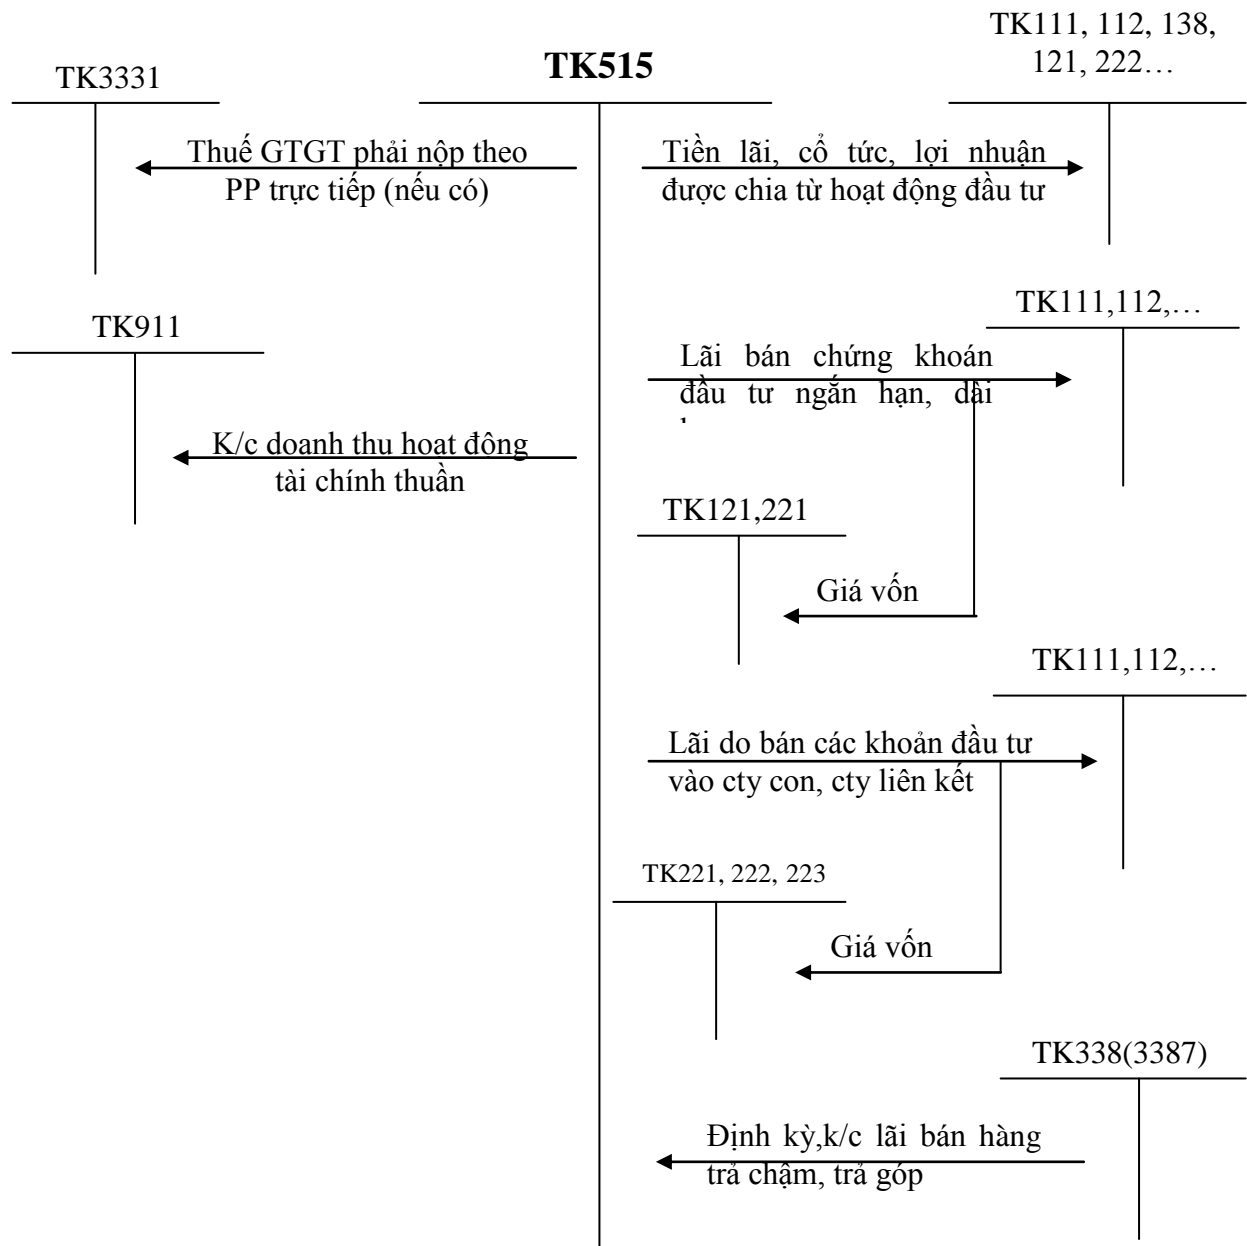 TK3331
TK515
TK111, 112, 138,
121, 222…
Thuế GTGT phải nộp theo
PP trực tiếp (nếu có)
Tiền lãi, cổ tức, lợi nhuận
được chia từ hoạt động đầu tư
TK911
TK111,112,…
Lãi bán chứng khoán
đầu tư ngắn hạn, dài
K/c doanh thu hoạt đông
tài chính thuần
TK121,221
Giá vốn
TK111,112,…
Lãi do bán các khoản đầu tư
vào cty con, cty liên kết
TK221, 222, 223
Giá vốn
TK338(3387)
Định kỳ,k/c lãi bán hàng
trả chậm, trả góp